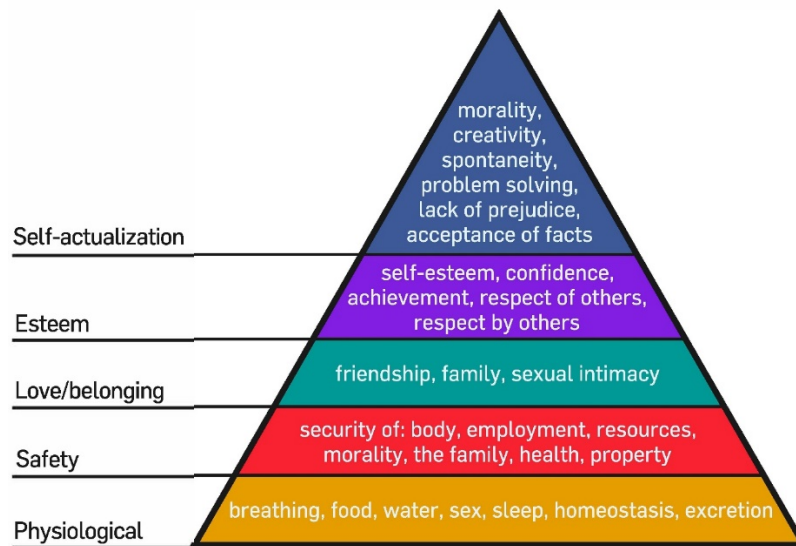 morality,
creativity,
spontaneity,
problem solving,
lack of prejudice,
acceptance of facts
Self-actualization
self-esteem, confidence,
achievement, respect of others,
respect by others
Esteem
friendship, family, sexual intimacy
Love/belonging
security of: body, employment, resources,
morality, the family, health, property
Safety
breathing, food, water, sex, sleep, homeostasis, excretion
Physiological